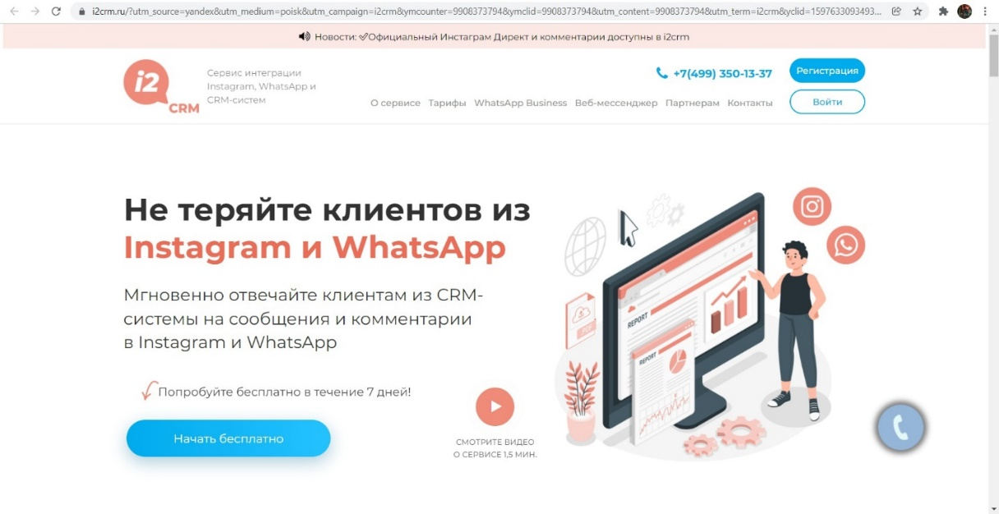 i2crm.ru/?utm_source=yandex&utm_medium=poisk&utm_campaign=i2crm&ymcounter=9908373794&ymclid=9908373794&utm_content=9908373794&utm_term=i2crm&yclid=1597633093493...
Новости: ✅Официальный Инстаграм Директ и комментарии доступны в i2crm
i2
CRM
Сервис интеграции
Instagram, WhatsApp и
CRM-систем
+7(499) 350-13-37
Регистрация
О сервисе Тарифы WhatsApp Business Веб-мессенджер Партнерам Контакты
Войти
Не теряйте клиентов из
Instagram и WhatsApp
Мгновенно отвечайте клиентам из CRM-
системы на сообщения и комментарии
в Instagram и WhatsApp
Попробуйте бесплатно в течение 7 дней!
Начать бесплатно
СМОТРИТЕ ВИДЕО
О СЕРВИСЕ 1,5 МИН.
REPORT
PDF
REPORT